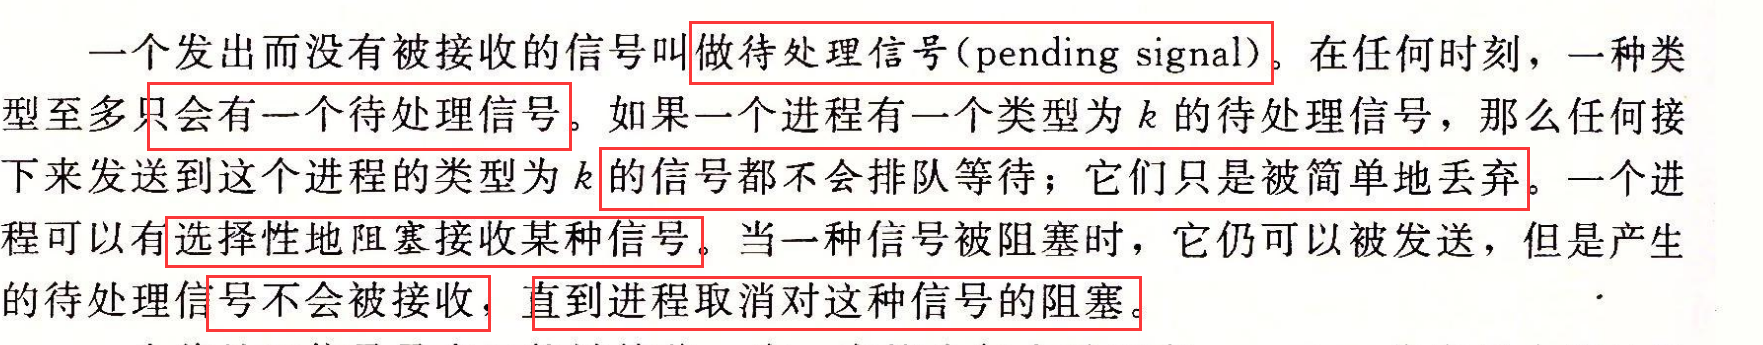 一个发出而没有被接收的信号叫做待处理信号(pending signal)。在任何时刻，一种类
型至多只会有一个待处理信号。如果一个进程有一个类型为 k 的待处理信号，那么任何接
下来发送到这个进程的类型为 k 的信号都不会排队等待；它们只是被简单地丢弃。一个进
程可以有选择性地阻塞接收某种信号。当一种信号被阻塞时，它仍可以被发送，但是产生
的待处理信号不会被接收，直到进程取消对这种信号的阻塞。